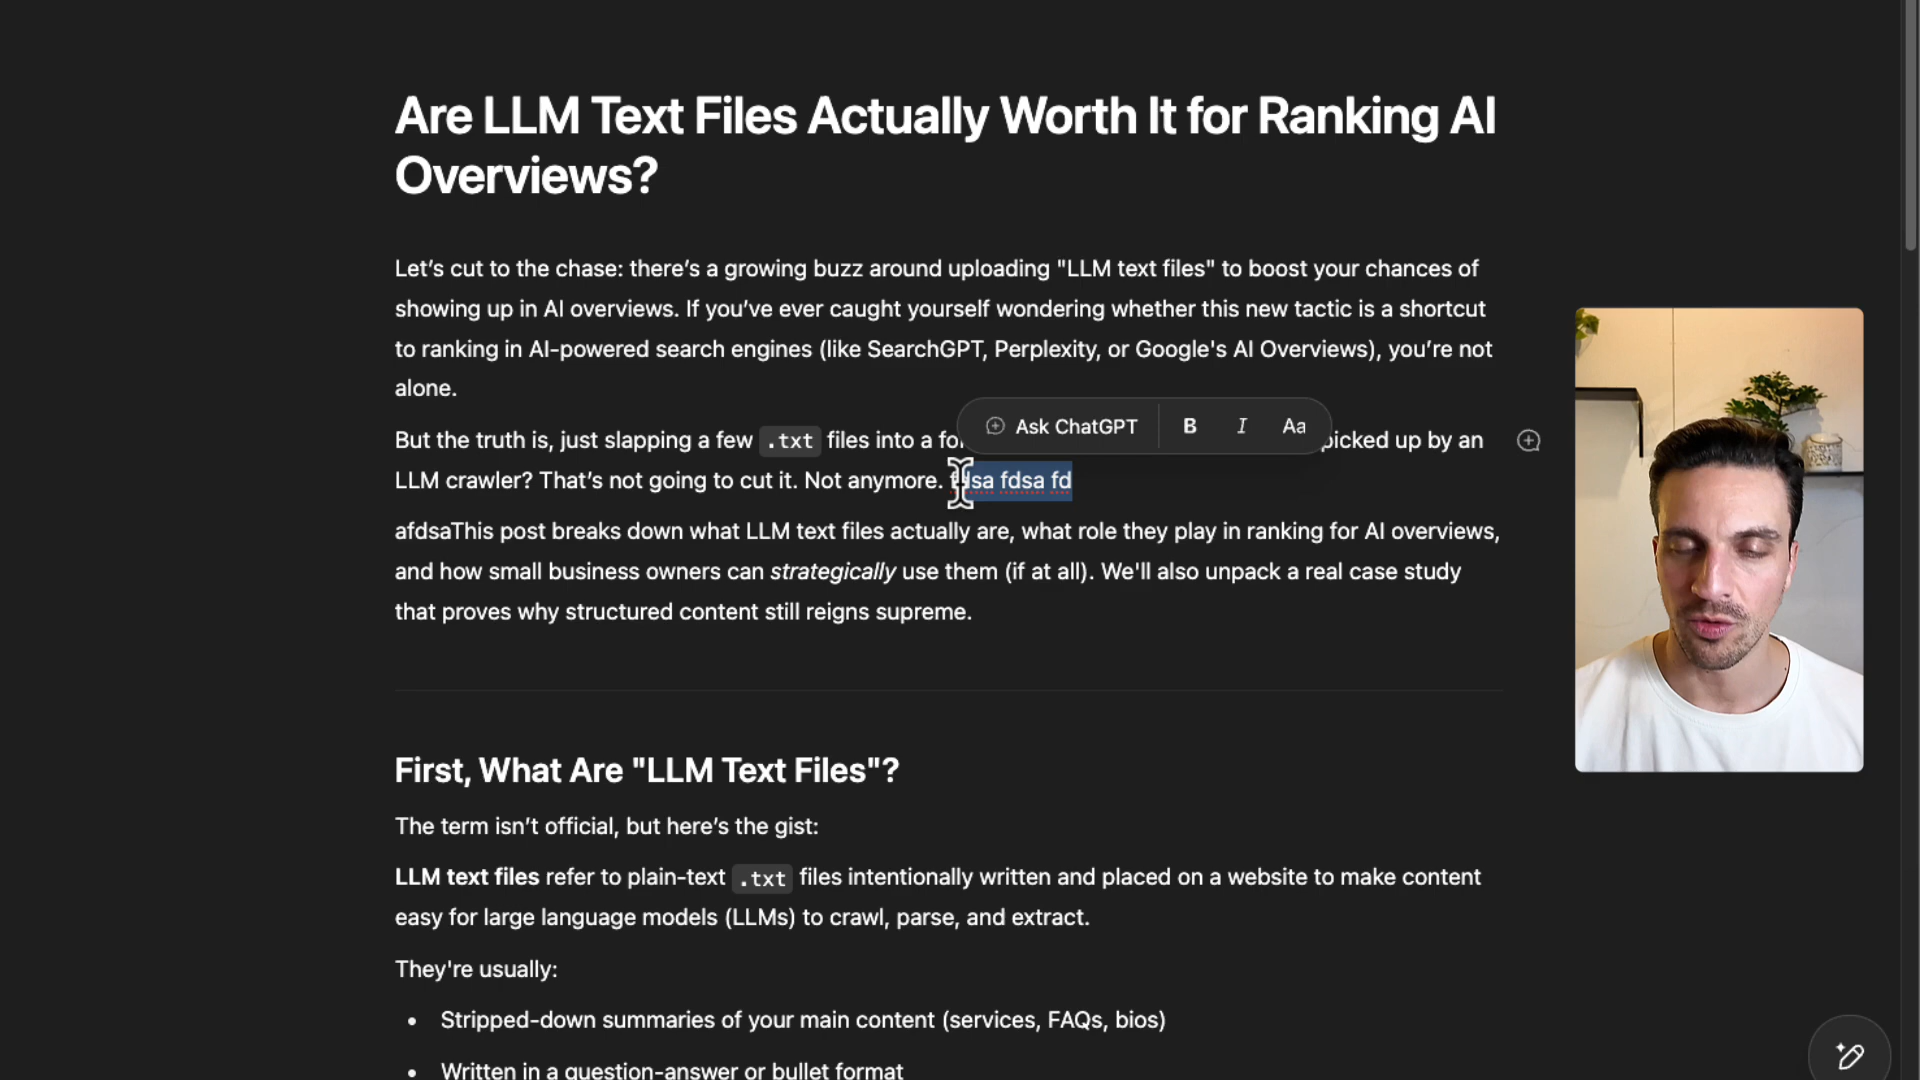 Are LLM Text Files Actually Worth It for Ranking AI
Overviews?
Let’s cut to the chase: there’s a growing buzz around uploading "LLM text files" to boost your chances of
showing up in AI overviews. If you’ve ever caught yourself wondering whether this new tactic is a shortcut
to ranking in AI-powered search engines (like SearchGPT, Perplexity, or Google's AI Overviews), you’re not
alone.
Ask ChatGPT B I Aa
But the truth is, just slapping a few .txt files into a picked up by an
LLM crawler? That’s not going to cut it. Not anymore. fdsa fd
afdsaThis post breaks down what LLM text files actually are, what role they play in ranking for AI overviews,
and how small business owners can strategically use them (if at all). We'll also unpack a real case study
that proves why structured content still reigns supreme.
First, What Are "LLM Text Files"?
The term isn’t official, but here’s the gist:
LLM text files refer to plain-text .txt files intentionally written and placed on a website to make content
easy for large language models (LLMs) to crawl, parse, and extract.
They're usually:
• Stripped-down summaries of your main content (services, FAQs, bios)
• Written in a question-answer or bullet format